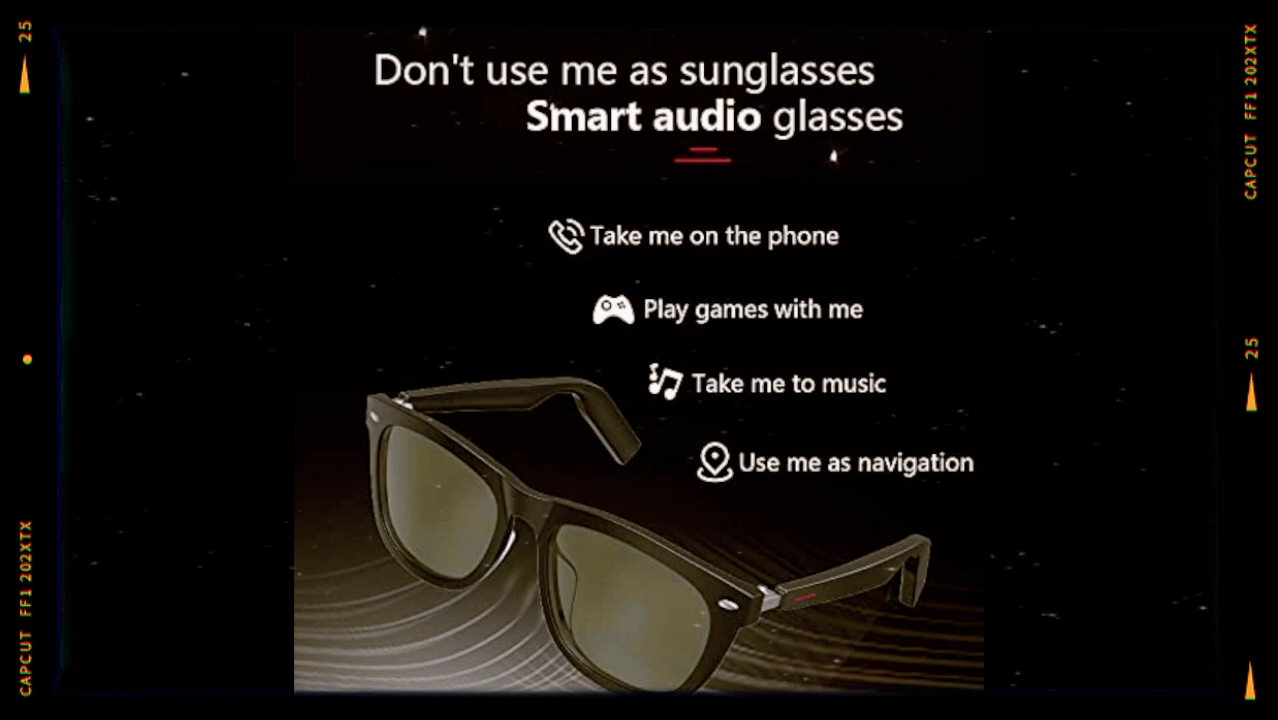 Don't use me as sunglasses
Smart audio glasses
Take me on the phone
Play games with me
Take me to music
Use me as navigation
25
CAPCUT FF1 202XTX
CAPCUT FF1 202XTX
25